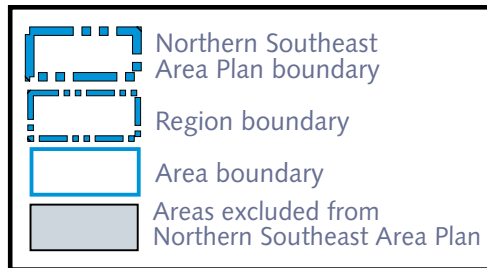 Northern Southeast
Area Plan boundary
Region boundary
Area boundary
Areas excluded from
Northern Southeast Area Plan